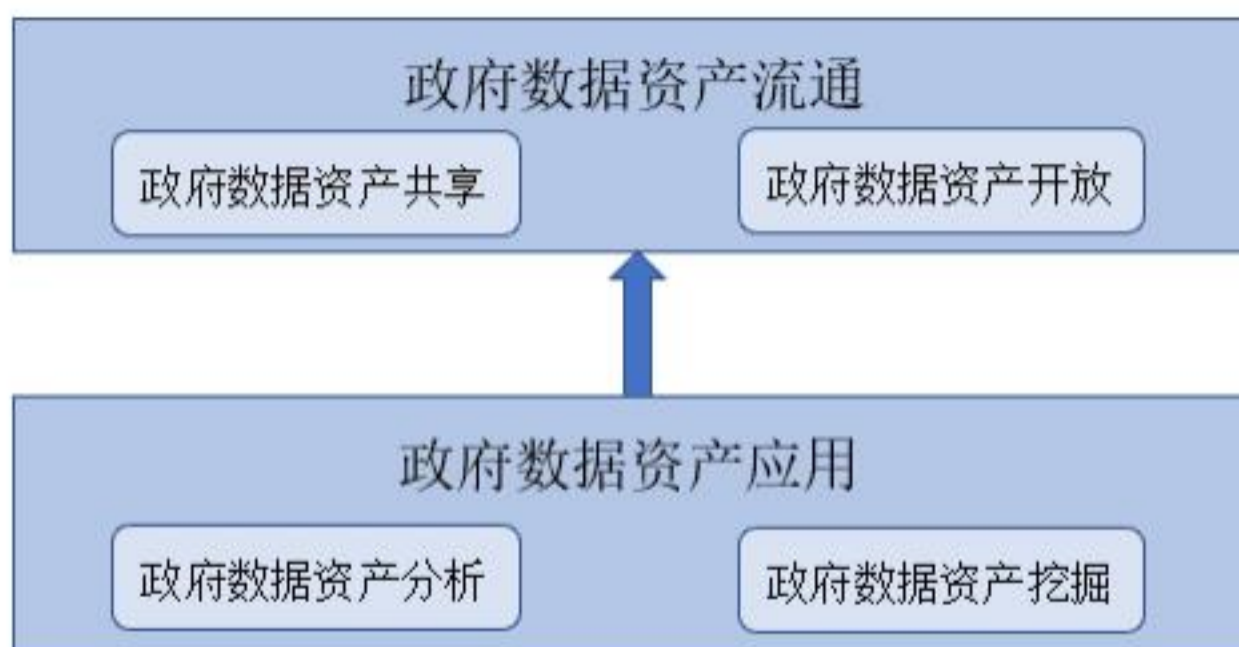 政府数据资产流通
政府数据资产共享
政府数据资产开放
政府数据资产应用
政府数据资产分析
政府数据资产挖掘